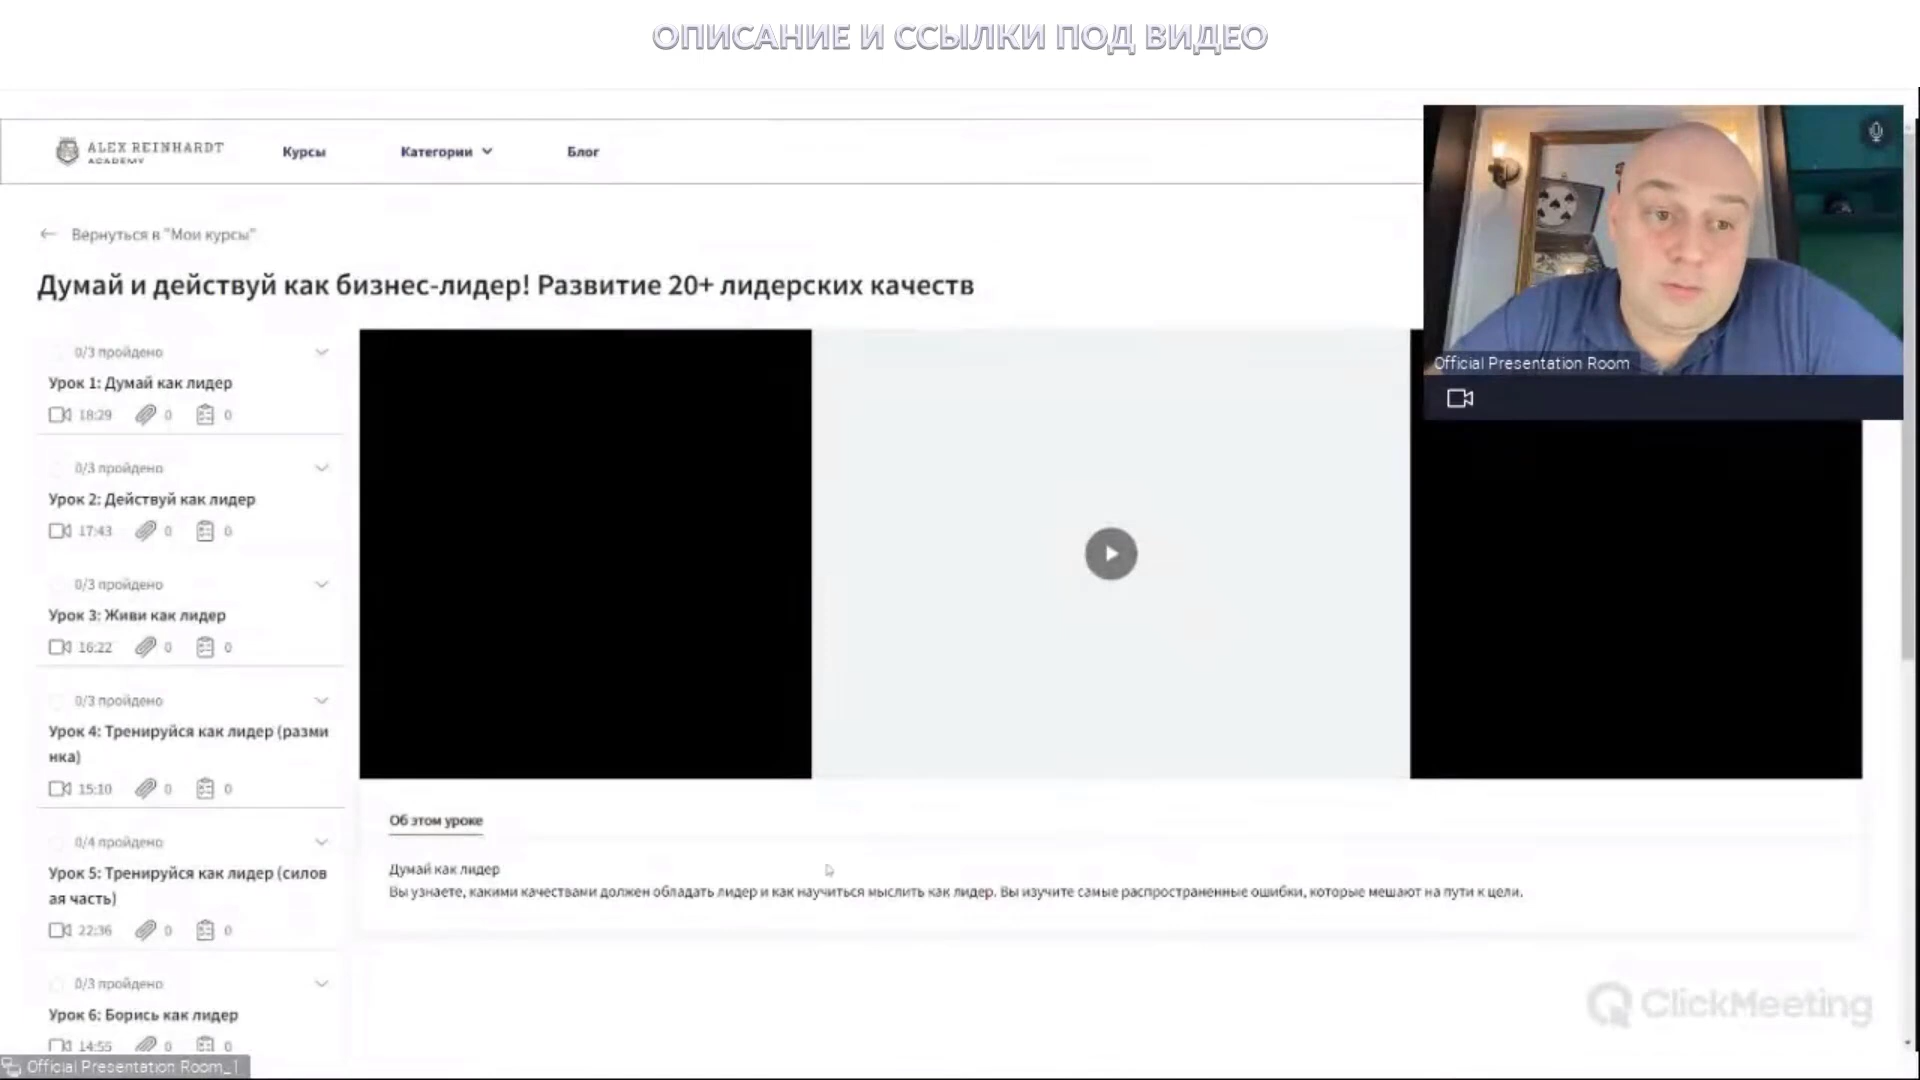 ОПИСАНИЕ И ССЫЛКИ ПОД ВИДЕО
ALEX REINHARDT
ACADEMY
Курсы
Категории
Блог
Вернуться в "Мои курсы"
Думай и действуй как бизнес-лидер! Развитие 20+ лидерских качеств
0/3 пройдено
Урок 1: Думай как лидер
18:29 0 0
0/3 пройдено
Урок 2: Действуй как лидер
17:43 0 0
0/3 пройдено
Урок 3: Живи как лидер
16:22 0 0
0/3 пройдено
Урок 4: Тренируйся как лидер (разми
нка)
15:10 0 0
0/4 пройдено
Урок 5: Тренируйся как лидер (силов
ая часть)
22:36 0 0
0/3 пройдено
Урок 6: Борись как лидер
14:55 0 0
Official Presentation Room
Об этом уроке
Думай как лидер
Вы узнаете, какими качествами должен обладать лидер и как научиться мыслить как лидер. Вы изучите самые распространенные ошибки, которые мешают на пути к цели.
ClickMeeting
Official Presentation Room_1